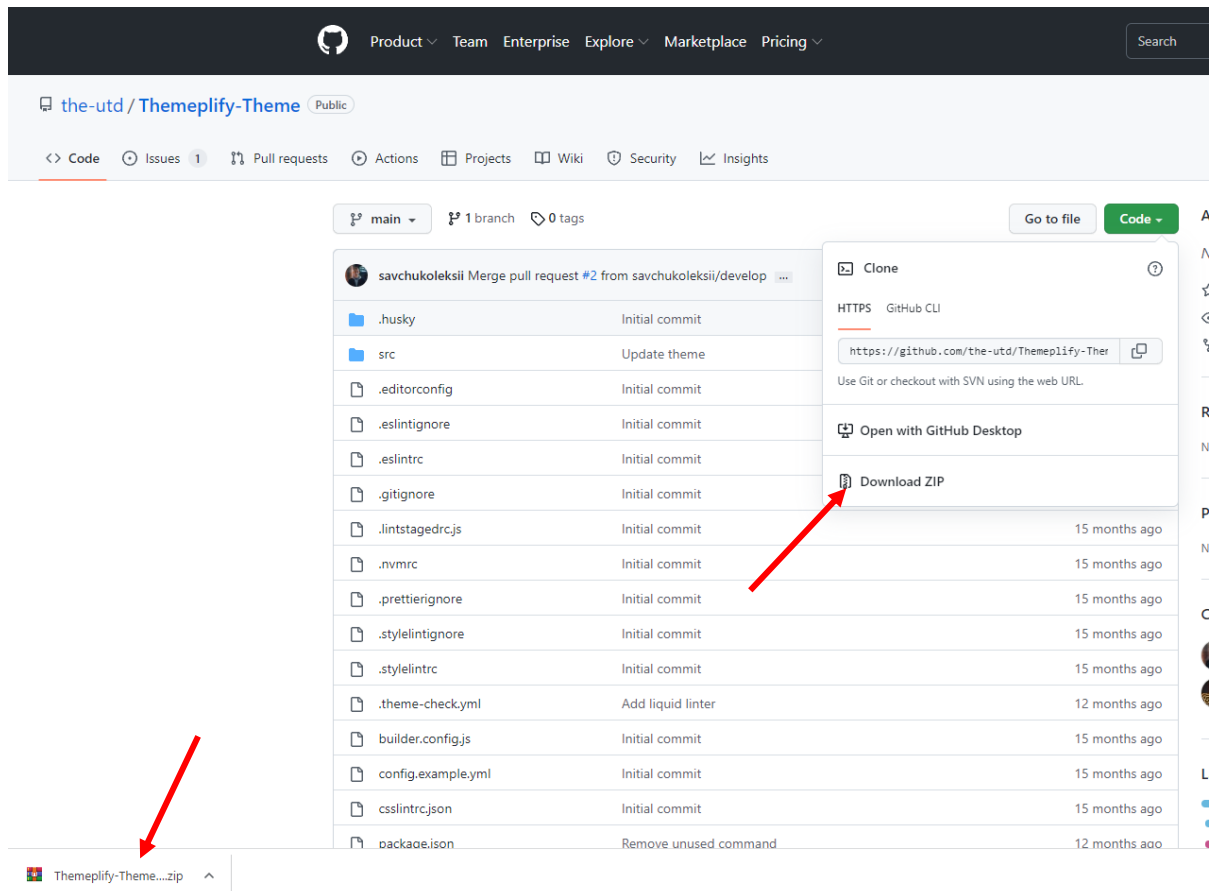 Product Team Enterprise Explore Marketplace Pricing Search
the-utd / Themeplify-Theme Public
Code Issues 1 Pull requests Actions Projects Wiki Security Insights
main 1 branch 0 tags Go to file Code
savchukoleksii Merge pull request #2 from savchukoleksii/develop ...
Clone
HTTPS GitHub CLI
https://github.com/the-utd/Themeplify-Ther
Use Git or checkout with SVN using the web URL.
Open with GitHub Desktop
Download ZIP
.husky Initial commit
src Update theme
.editorconfig Initial commit
.eslintignore Initial commit
.eslintrc Initial commit
.gitignore Initial commit
.lintstagedrc.js Initial commit 15 months ago
.nvmrc Initial commit 15 months ago
.prettierignore Initial commit 15 months ago
.stylelintignore Initial commit 15 months ago
.stylelintrc Initial commit 15 months ago
.theme-check.yml Add liquid linter 12 months ago
builder.config.js Initial commit 15 months ago
config.example.yml Initial commit 15 months ago
csslintrc.json Initial commit 15 months ago
package.json Remove unused command 12 months ago
Themeplify-Theme....zip